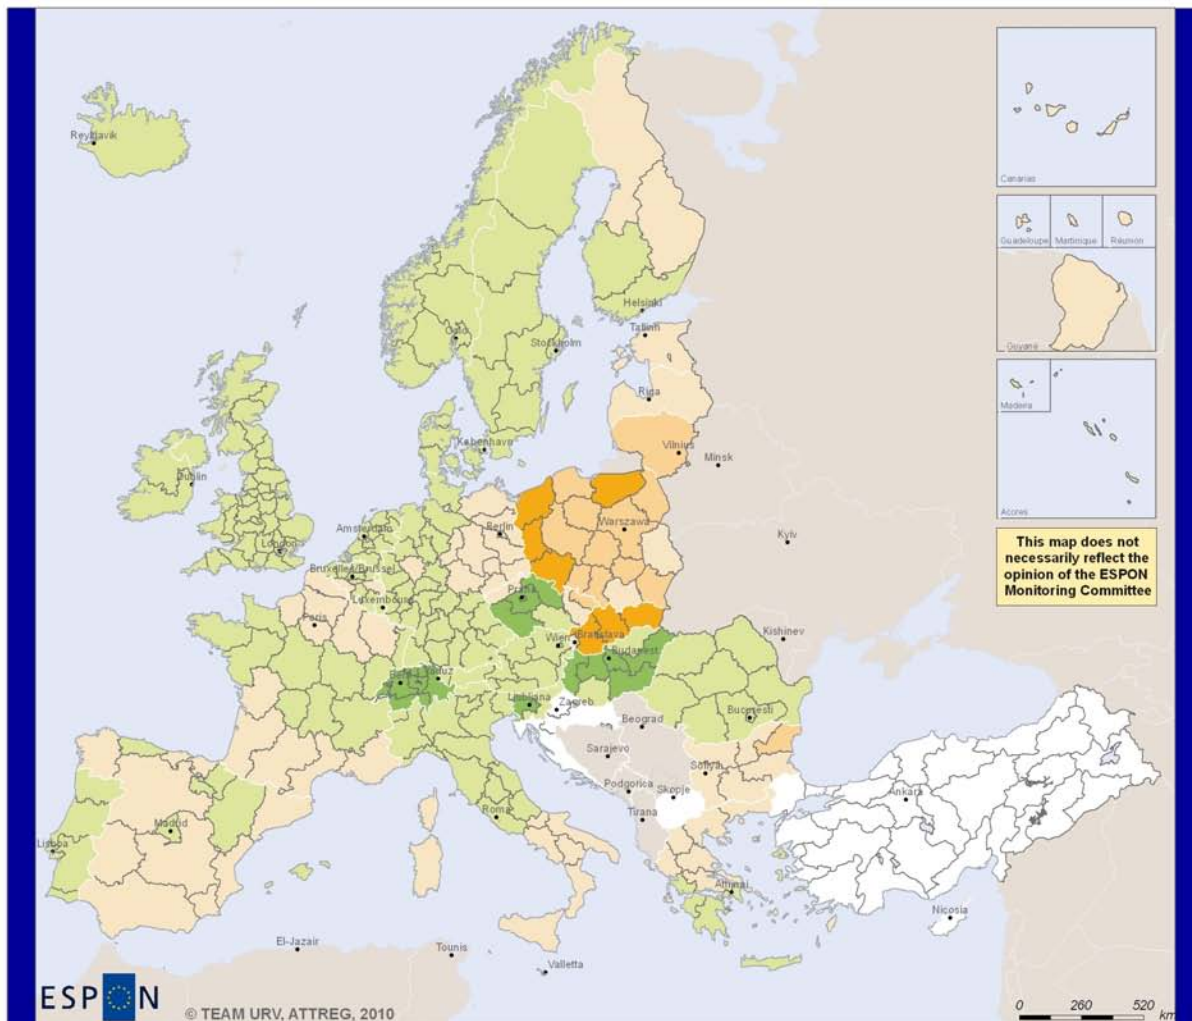 Reykjavik
Canarias
Guadeloupe
Martinique
Réunion
Guyane
Helsinki
Tallinn
Oslo
Stockholm
Riga
Madeira
København
Vilnius
Minsk
Dublin
Acores
Amsterdam
Berlin
Warszawa
London
Kyiv
This map does not
necessarily reflect the
opinion of the ESPON
Monitoring Committee
Bruxelles/Brussel
Praha
Luxembourg
Paris
Kishinev
Wien
Bratislava
Budapest
Vaduz
Ljubljana
Zagreb
Bucuresti
Beograd
Sarajevo
Sofiya
Podgorica
Skopje
Ankara
Roma
Tirana
Madrid
Lisboa
Athinai
Nicosia
El-Jazair
Tounis
Valletta
ESPON
© TEAM URV, ATTREG, 2010
0 260 520
km